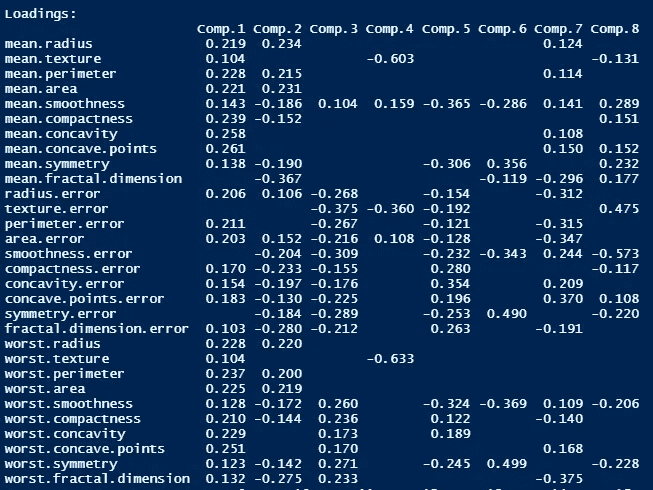 Loadings:
Comp.1 Comp.2 Comp.3 Comp.4 Comp.5 Comp.6 Comp.7 Comp.8
mean.radius 0.219 0.234 0.124
mean.texture 0.104 -0.603 -0.131
mean.perimeter 0.228 0.215 0.114
mean.area 0.221 0.231
mean.smoothness 0.143 -0.186 0.104 0.159 -0.365 -0.286 0.141 0.289
mean.compactness 0.239 -0.152 0.151
mean.concavity 0.258 0.108
mean.concave.points 0.261 0.150 0.152
mean.symmetry 0.138 -0.190 -0.306 0.356 0.232
mean.fractal.dimension -0.367 -0.119 -0.296 0.177
radius.error 0.206 0.106 -0.268 -0.154 -0.312
texture.error -0.375 -0.360 -0.192 0.475
perimeter.error 0.211 -0.267 -0.121 -0.315
area.error 0.203 0.152 -0.216 0.108 -0.128 -0.347
smoothness.error -0.204 -0.309 -0.232 -0.343 0.244 -0.573
compactness.error 0.170 -0.233 -0.155 0.280 -0.117
concavity.error 0.154 -0.197 -0.176 0.354 0.209
concave.points.error 0.183 -0.130 -0.225 0.196 0.370 0.108
symmetry.error -0.184 -0.289 -0.253 0.490 -0.220
fractal.dimension.error 0.103 -0.280 -0.212 0.263 -0.191
worst.radius 0.228 0.220
worst.texture 0.104 -0.633
worst.perimeter 0.237 0.200
worst.area 0.225 0.219
worst.smoothness 0.128 -0.172 0.260 -0.324 -0.369 0.109 -0.206
worst.compactness 0.210 -0.144 0.236 0.122 -0.140
worst.concavity 0.229 0.173 0.189
worst.concave.points 0.251 0.170 0.168
worst.symmetry 0.123 -0.142 0.271 -0.245 0.499 -0.228
worst.fractal.dimension 0.132 -0.275 0.233 -0.375